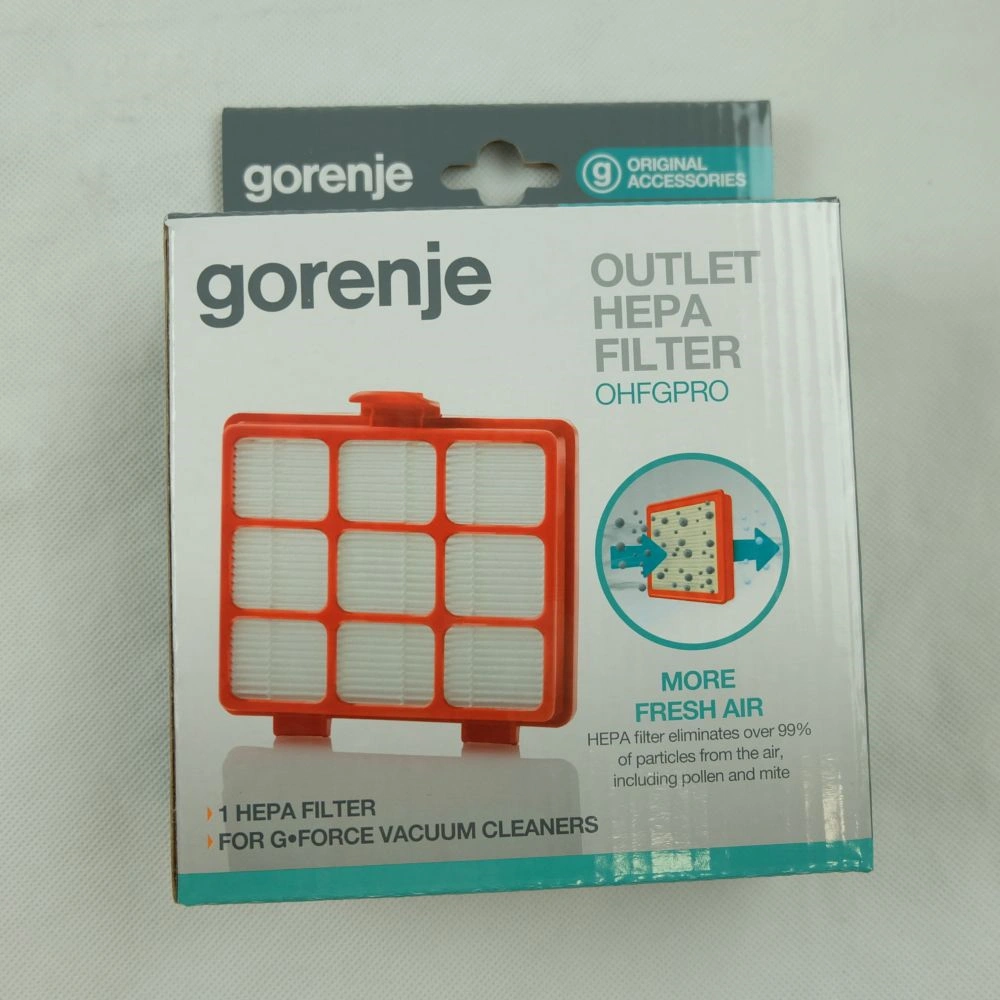 gorenje
g ORIGINAL
ACCESSORIES
gorenje
OUTLET
HEPA
FILTER
OHFGPRO
MORE
FRESH AIR
HEPA filter eliminates over 99%
of particles from the air,
including pollen and mite
1 HEPA FILTER
FOR G•FORCE VACUUM CLEANERS